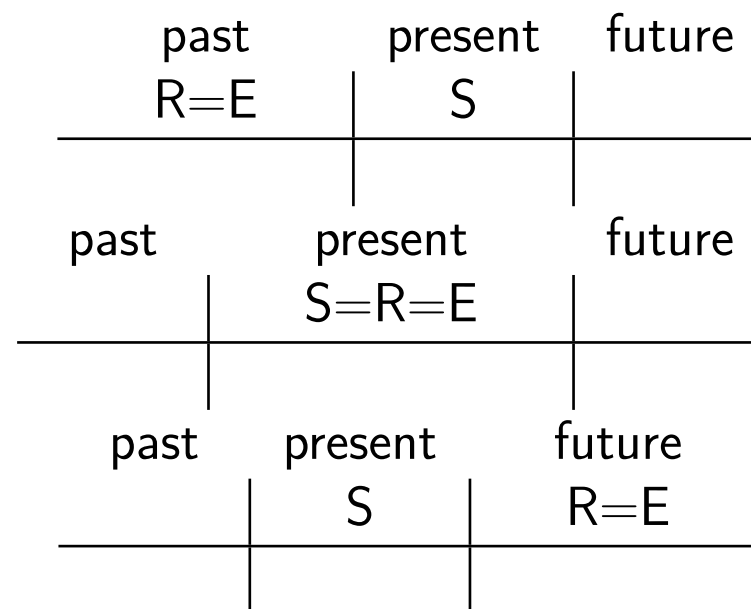 past present future
R=E S
past present future
S=R=E
past present future
S R=E